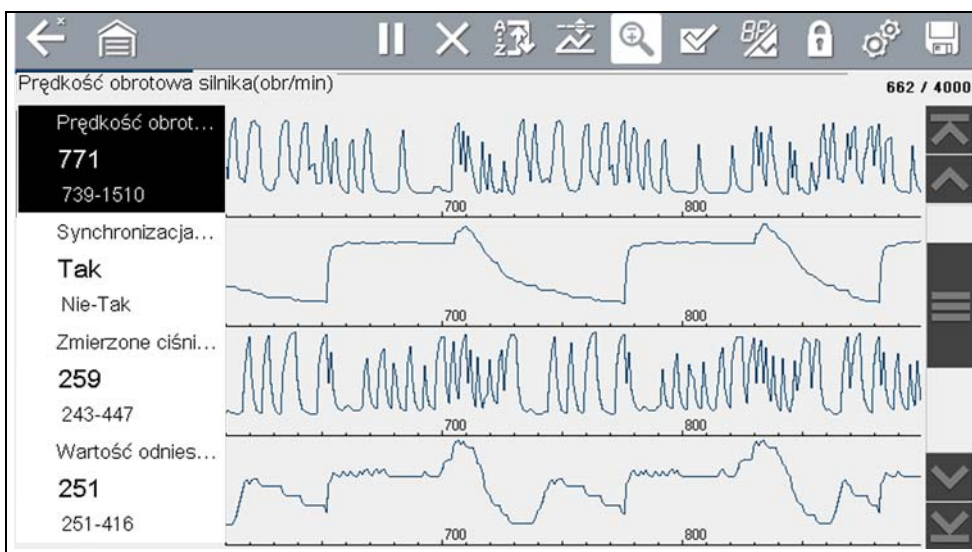 Prędkość obrotowa silnika(obr/min)
662 / 4000
Prędkość obrot...
771
739-1510
700
800
Synchronizacja...
Tak
Nie-Tak
700
800
Zmierzone ciśni...
259
243-447
700
800
Wartość odnies...
251
251-416
700
800